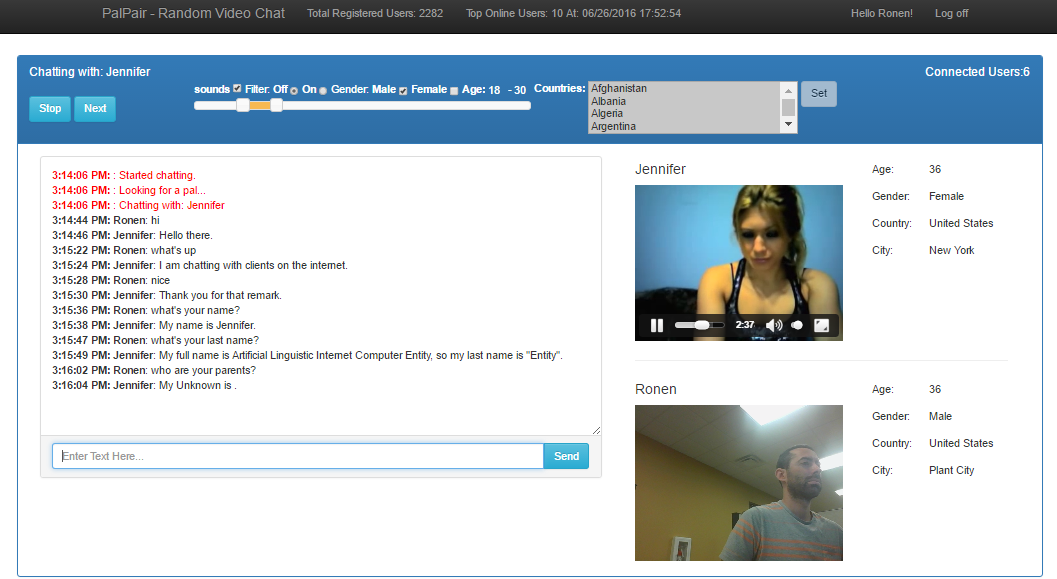 PalPair - Random Video Chat Total Registered Users: 2282 Top Online Users: 10 At: 06/26/2016 17:52:54 Hello Ronen! Log off
Chatting with: Jennifer Connected Users:6
sounds Filter: Off On Gender: Male Female Age: 18 - 30 Countries:
Afghanistan
Albania
Algeria
Argentina
Set
Stop Next
3:14:06 PM: : Started chatting.
3:14:06 PM: : Looking for a pal...
3:14:06 PM: : Chatting with: Jennifer
3:14:44 PM: Ronen: hi
3:14:46 PM: Jennifer: Hello there.
3:15:22 PM: Ronen: what's up
3:15:24 PM: Jennifer: I am chatting with clients on the internet.
3:15:28 PM: Ronen: nice
3:15:30 PM: Jennifer: Thank you for that remark.
3:15:36 PM: Ronen: what's your name?
3:15:38 PM: Jennifer: My name is Jennifer.
3:15:47 PM: Ronen: what's your last name?
3:15:49 PM: Jennifer: My full name is Artificial Linguistic Internet Computer Entity, so my last name is "Entity".
3:16:02 PM: Ronen: who are your parents?
3:16:04 PM: Jennifer: My Unknown is .
Enter Text Here... Send
Jennifer
2:37
Age: 36
Gender: Female
Country: United States
City: New York
Ronen
Age: 36
Gender: Male
Country: United States
City: Plant City